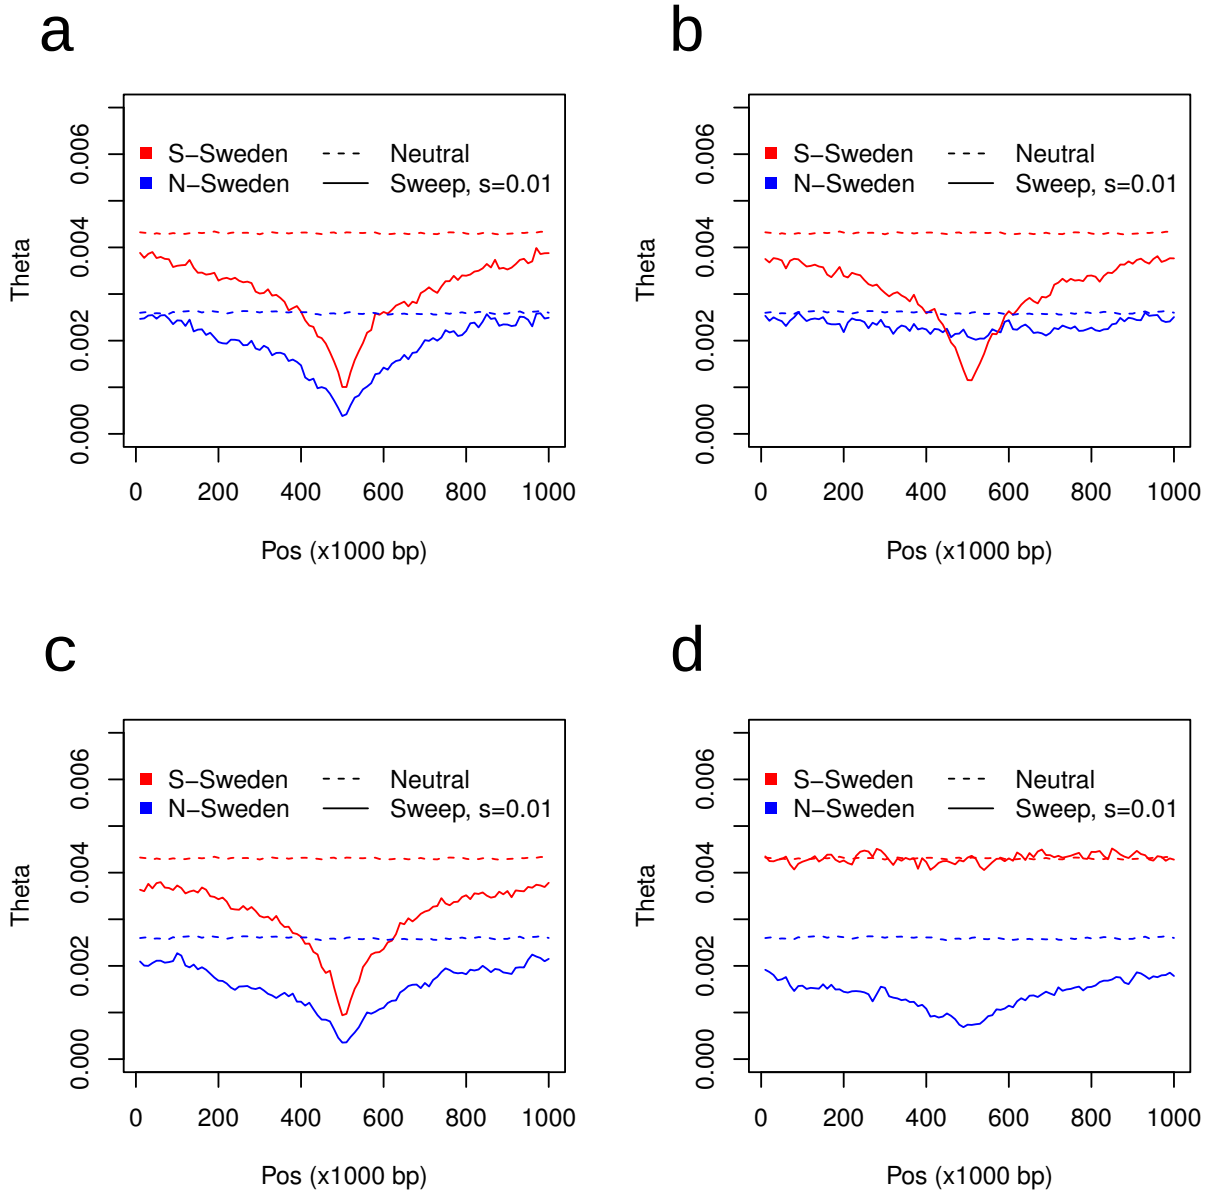 a
Theta
0.000 0.002 0.004 0.006
S−Sweden Neutral
N−Sweden Sweep, s=0.01
0 200 400 600 800 1000
Pos (x1000 bp)
b
Theta
0.000 0.002 0.004 0.006
S−Sweden Neutral
N−Sweden Sweep, s=0.01
0 200 400 600 800 1000
Pos (x1000 bp)
c
Theta
0.000 0.002 0.004 0.006
S−Sweden Neutral
N−Sweden Sweep, s=0.01
0 200 400 600 800 1000
Pos (x1000 bp)
d
Theta
0.000 0.002 0.004 0.006
S−Sweden Neutral
N−Sweden Sweep, s=0.01
0 200 400 600 800 1000
Pos (x1000 bp)